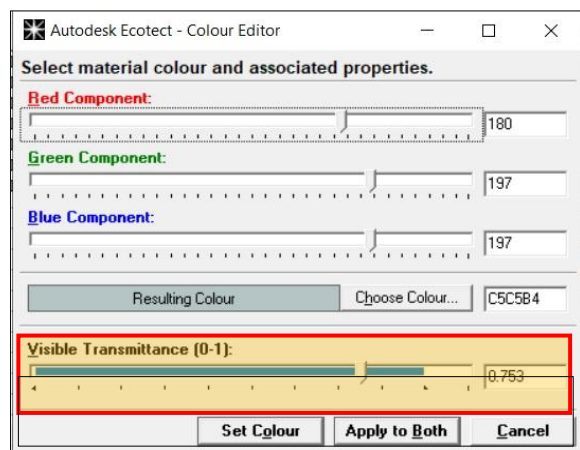 Autodesk Ecotect - Colour Editor
Select material colour and associated properties.
Red Component:
180
Green Component:
197
Blue Component:
197
Resulting Colour Choose Colour... C5C5B4
Visible Transmittance (0-1):
0.753
Set Colour Apply to Both Cancel